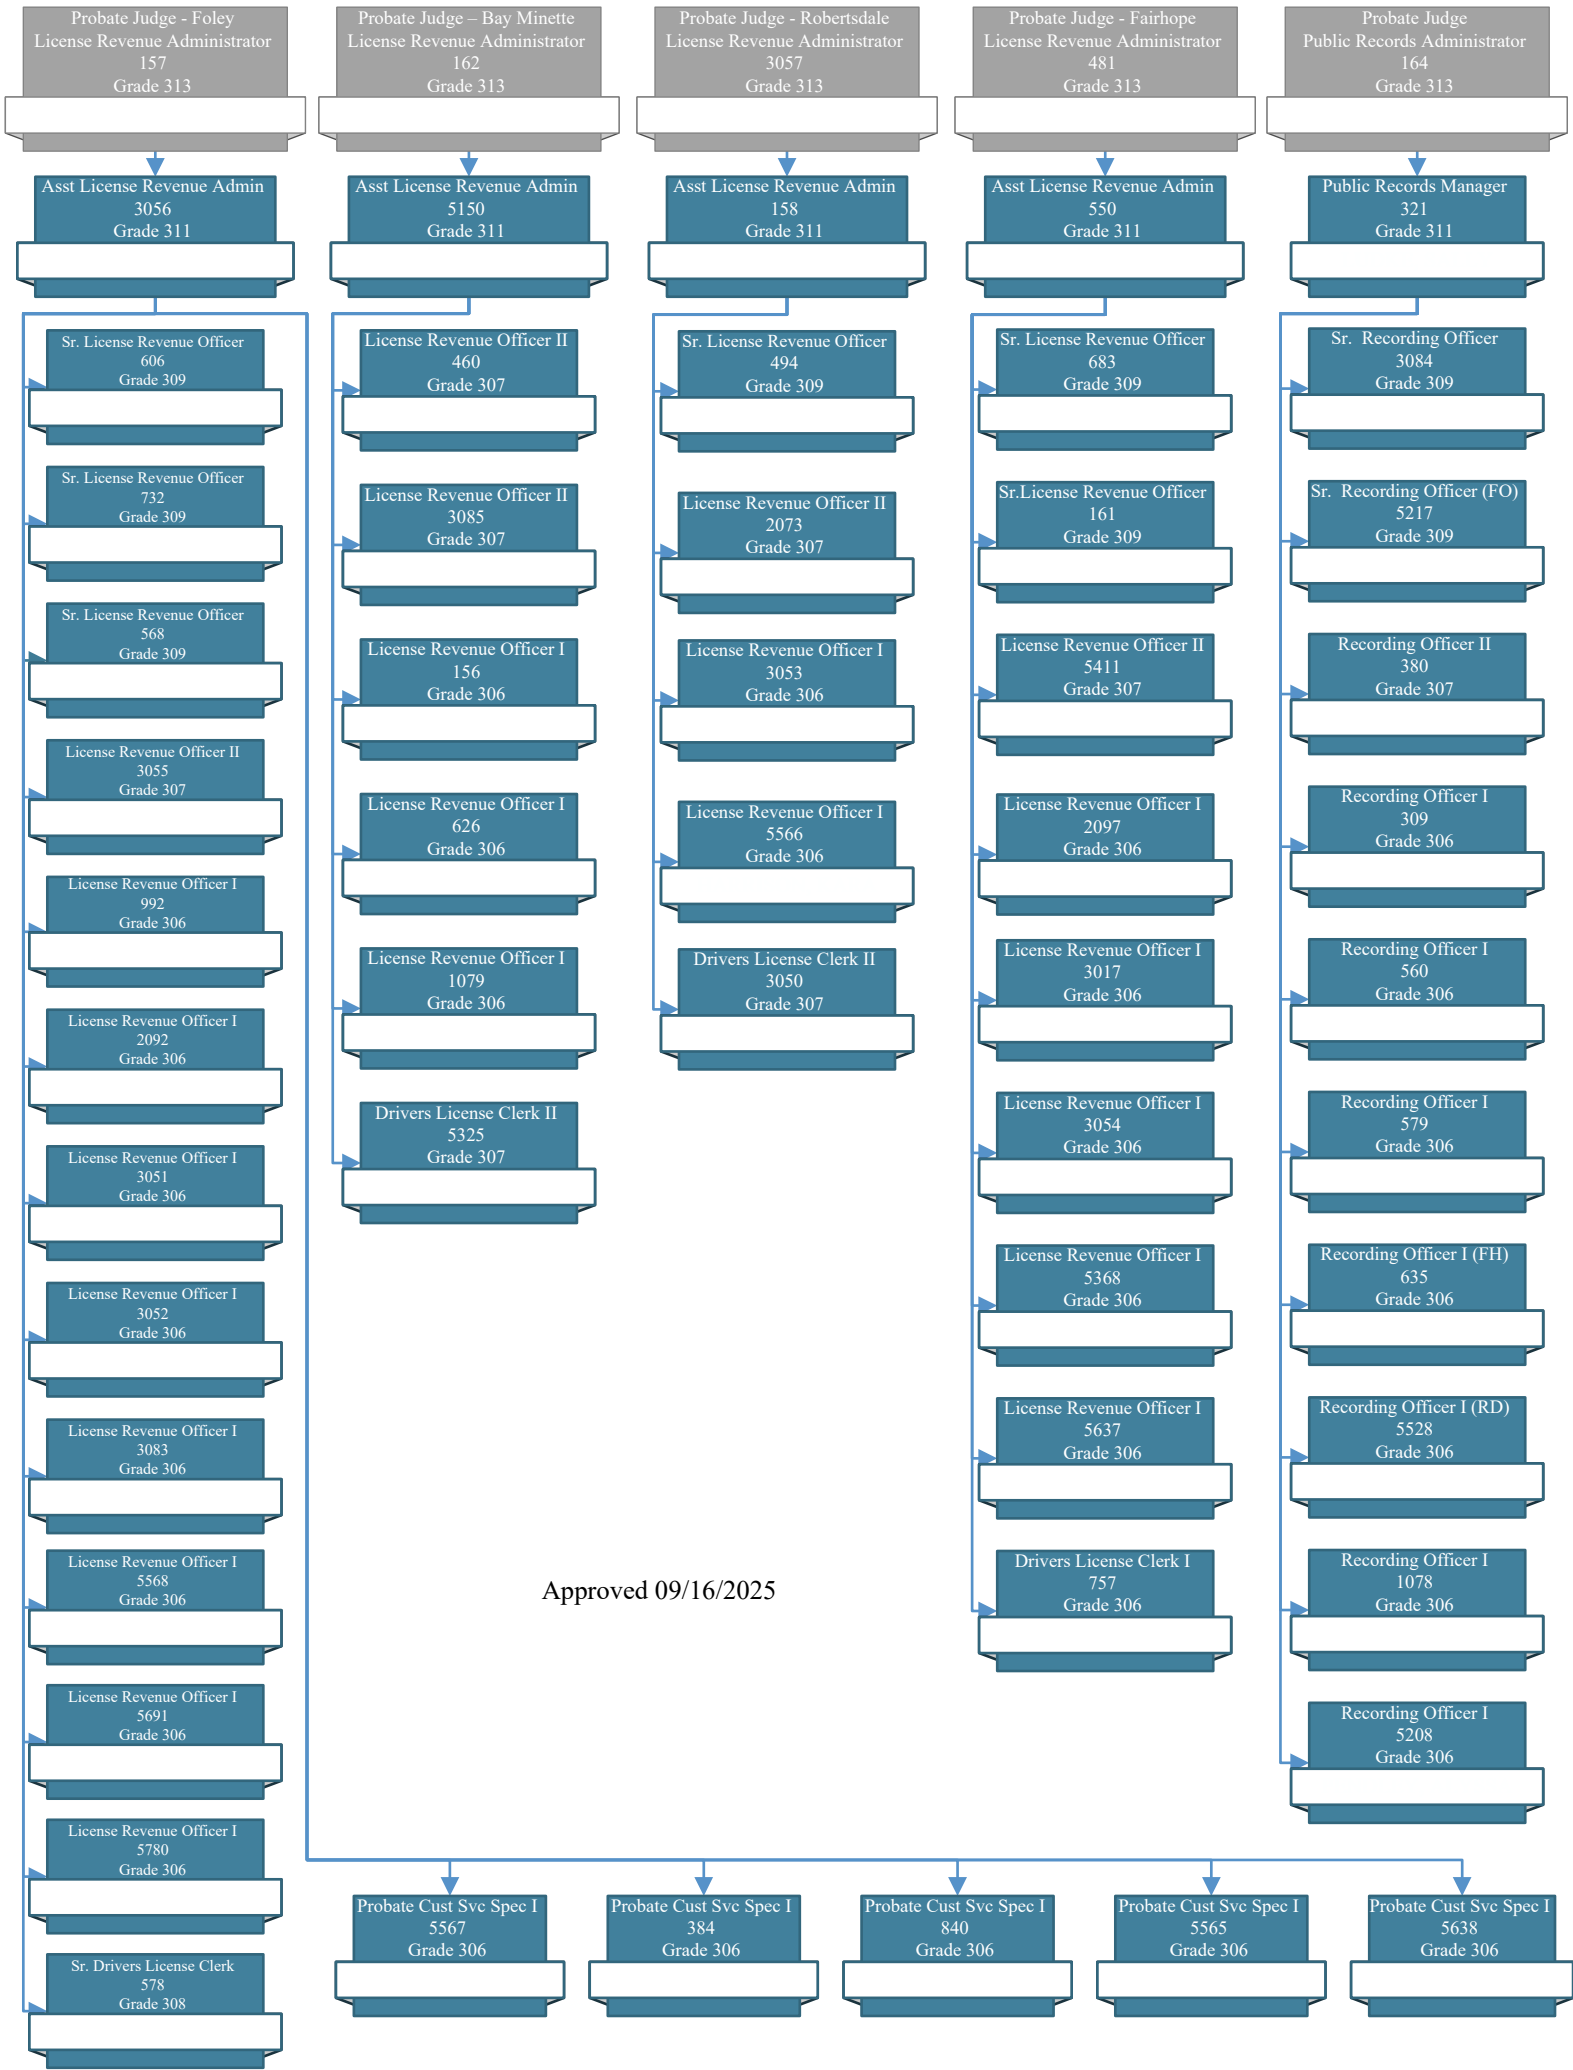 Probate Judge - Foley
License Revenue Administrator
157
Grade 313
Probate Judge – Bay Minette
License Revenue Administrator
162
Grade 313
Probate Judge - Robertsdale
License Revenue Administrator
3057
Grade 313
Probate Judge - Fairhope
License Revenue Administrator
481
Grade 313
Probate Judge
Public Records Administrator
164
Grade 313
Asst License Revenue Admin
3056
Grade 311
Asst License Revenue Admin
5150
Grade 311
Asst License Revenue Admin
158
Grade 311
Asst License Revenue Admin
550
Grade 311
Public Records Manager
321
Grade 311
Sr. License Revenue Officer
606
Grade 309
Sr. License Revenue Officer
732
Grade 309
Sr. License Revenue Officer
568
Grade 309
License Revenue Officer II
3055
Grade 307
License Revenue Officer I
992
Grade 306
License Revenue Officer I
2092
Grade 306
License Revenue Officer I
3051
Grade 306
License Revenue Officer I
3052
Grade 306
License Revenue Officer I
3083
Grade 306
License Revenue Officer I
5568
Grade 306
License Revenue Officer I
5691
Grade 306
License Revenue Officer I
5780
Grade 306
Sr. Drivers License Clerk
578
Grade 308
License Revenue Officer II
460
Grade 307
License Revenue Officer II
3085
Grade 307
License Revenue Officer I
156
Grade 306
License Revenue Officer I
626
Grade 306
License Revenue Officer I
1079
Grade 306
Drivers License Clerk II
5325
Grade 307
Sr. License Revenue Officer
494
Grade 309
License Revenue Officer II
2073
Grade 307
License Revenue Officer I
3053
Grade 306
License Revenue Officer I
5566
Grade 306
Drivers License Clerk II
3050
Grade 307
Sr. License Revenue Officer
683
Grade 309
Sr.License Revenue Officer
161
Grade 309
License Revenue Officer II
5411
Grade 307
License Revenue Officer I
2097
Grade 306
License Revenue Officer I
3017
Grade 306
License Revenue Officer I
3054
Grade 306
License Revenue Officer I
5368
Grade 306
License Revenue Officer I
5637
Grade 306
Drivers License Clerk I
757
Grade 306
Sr. Recording Officer
3084
Grade 309
Sr. Recording Officer (FO)
5217
Grade 309
Recording Officer II
380
Grade 307
Recording Officer I
309
Grade 306
Recording Officer I
560
Grade 306
Recording Officer I
579
Grade 306
Recording Officer I (FH)
635
Grade 306
Recording Officer I (RD)
5528
Grade 306
Recording Officer I
1078
Grade 306
Recording Officer I
5208
Grade 306
Approved 09/16/2025
Probate Cust Svc Spec I
5567
Grade 306
Probate Cust Svc Spec I
384
Grade 306
Probate Cust Svc Spec I
840
Grade 306
Probate Cust Svc Spec I
5565
Grade 306
Probate Cust Svc Spec I
5638
Grade 306